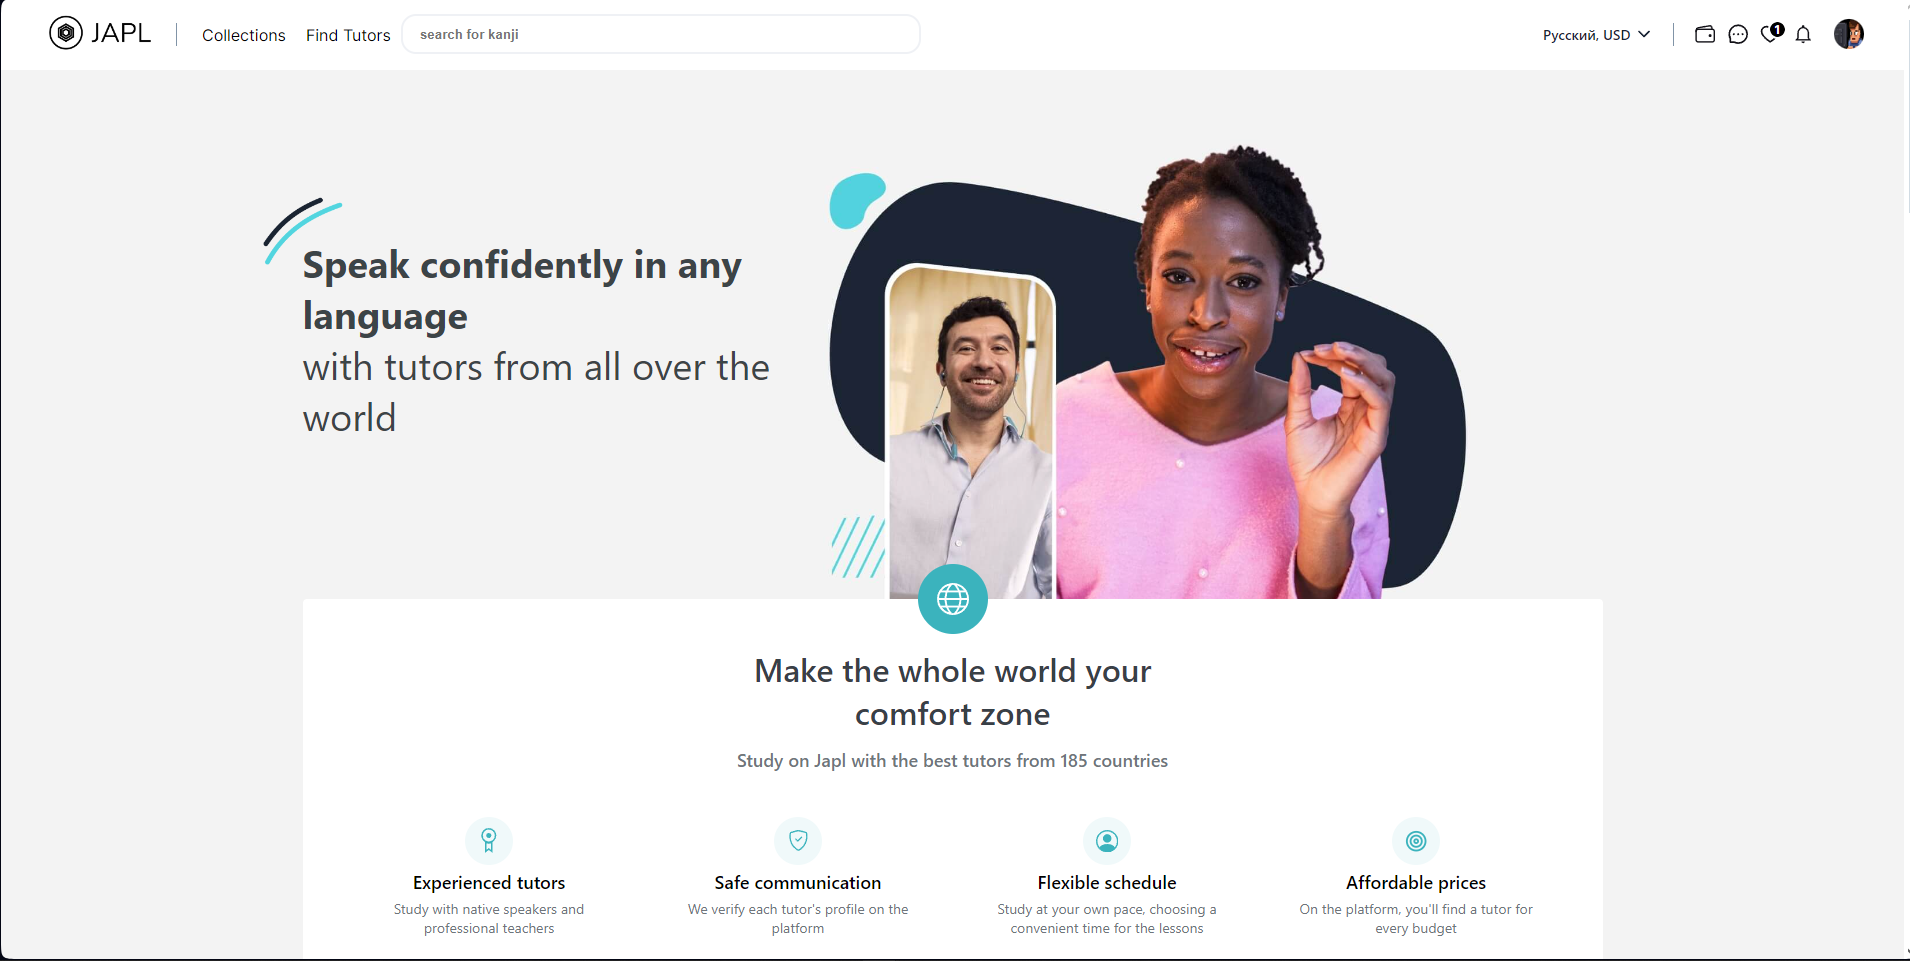 JAPL
Collections
Find Tutors
search for kanji
Русский, USD
1
Speak confidently in any
language
with tutors from all over the
world
Make the whole world your
comfort zone
Study on Japl with the best tutors from 185 countries
Experienced tutors
Study with native speakers and
professional teachers
Safe communication
We verify each tutor's profile on the
platform
Flexible schedule
Study at your own pace, choosing a
convenient time for the lessons
Affordable prices
On the platform, you'll find a tutor for
every budget